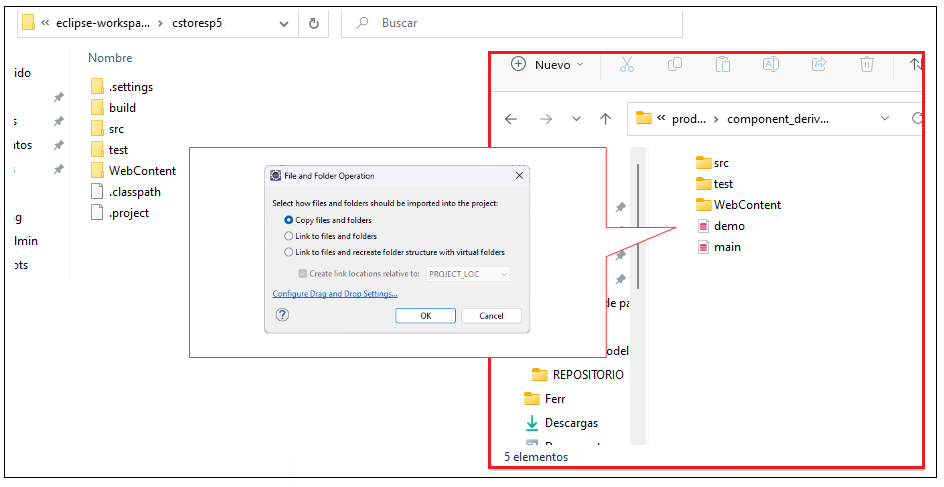 « eclipse-workspa... > cstoresp5
Buscar
Nombre
ido
.settings
build
s
src
ntos
test
WebContent
.classpath
ng
.project
dmin
pts
Nuevo
« prod... > component_deriv...
src
test
WebContent
demo
main
de pa
odel
REPOSITORIO
Ferr
Descargas
5 elementos
File and Folder Operation
Select how files and folders should be imported into the project:
Copy files and folders
Link to files and folders
Link to files and recreate folder structure with virtual folders
Create link locations relative to: PROJECT_LOC
Configure Drag and Drop Settings...
OK Cancel